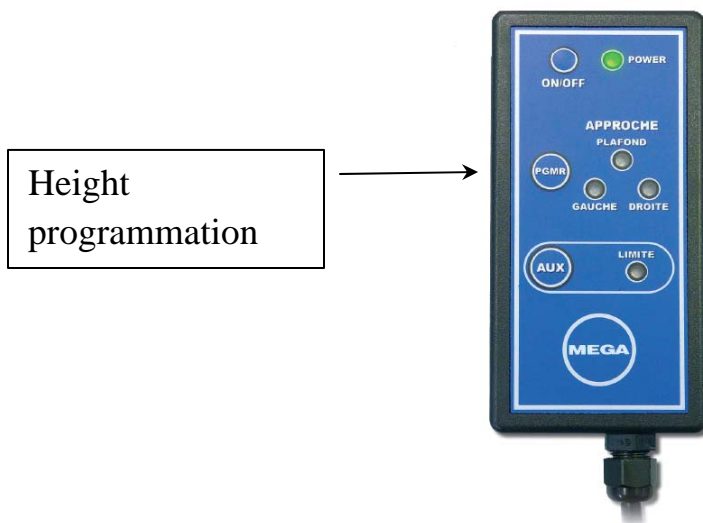 POWER
ON/OFF
APPROCHE
PLAFOND
PGMR
GAUCHE DROITE
Height
programmation
AUX
LIMITE
MEGA